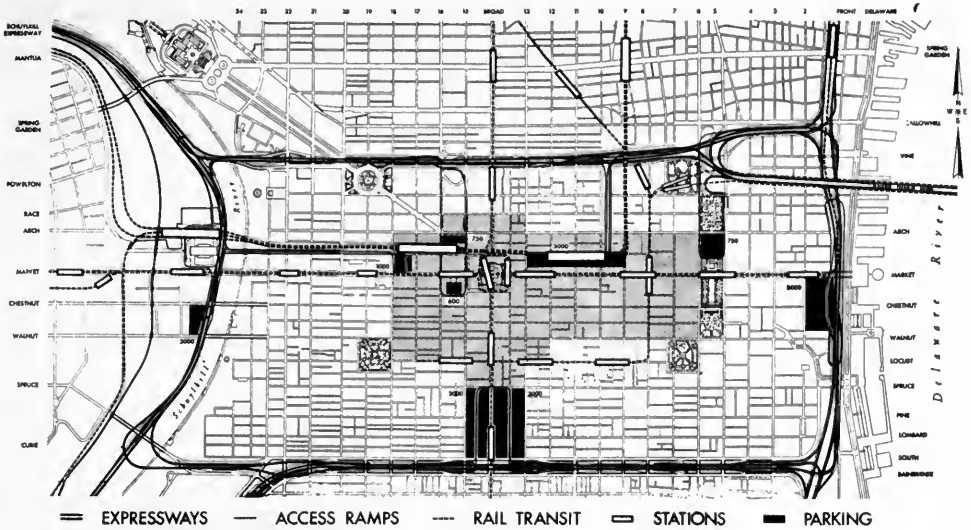 24 23 22 21 20 19 18 17 16 15 BROAD 13 12 11 10 9 8 7 6 5 4 3 2 FRONT DELAWARE
SCHUYLKILL
EXPRESSWAY
MANTUA
SPRING
GARDEN
POWELTON
RACE
ARCH
MARKET
CHESTNUT
WALNUT
SPRUCE
CURIE
SPRING
GARDEN
N
W E
S
CALLOWHILL
VINE
ARCH
MARKET
CHESTNUT
WALNUT
LOCUST
SPRUCE
PINE
LOMBARD
SOUTH
BAINBRIDGE
Delaware River
Schuylkill
River
750
3000
750
1000
600
3000
3000
3000
EXPRESSWAYS
ACCESS RAMPS
RAIL TRANSIT
STATIONS
PARKING